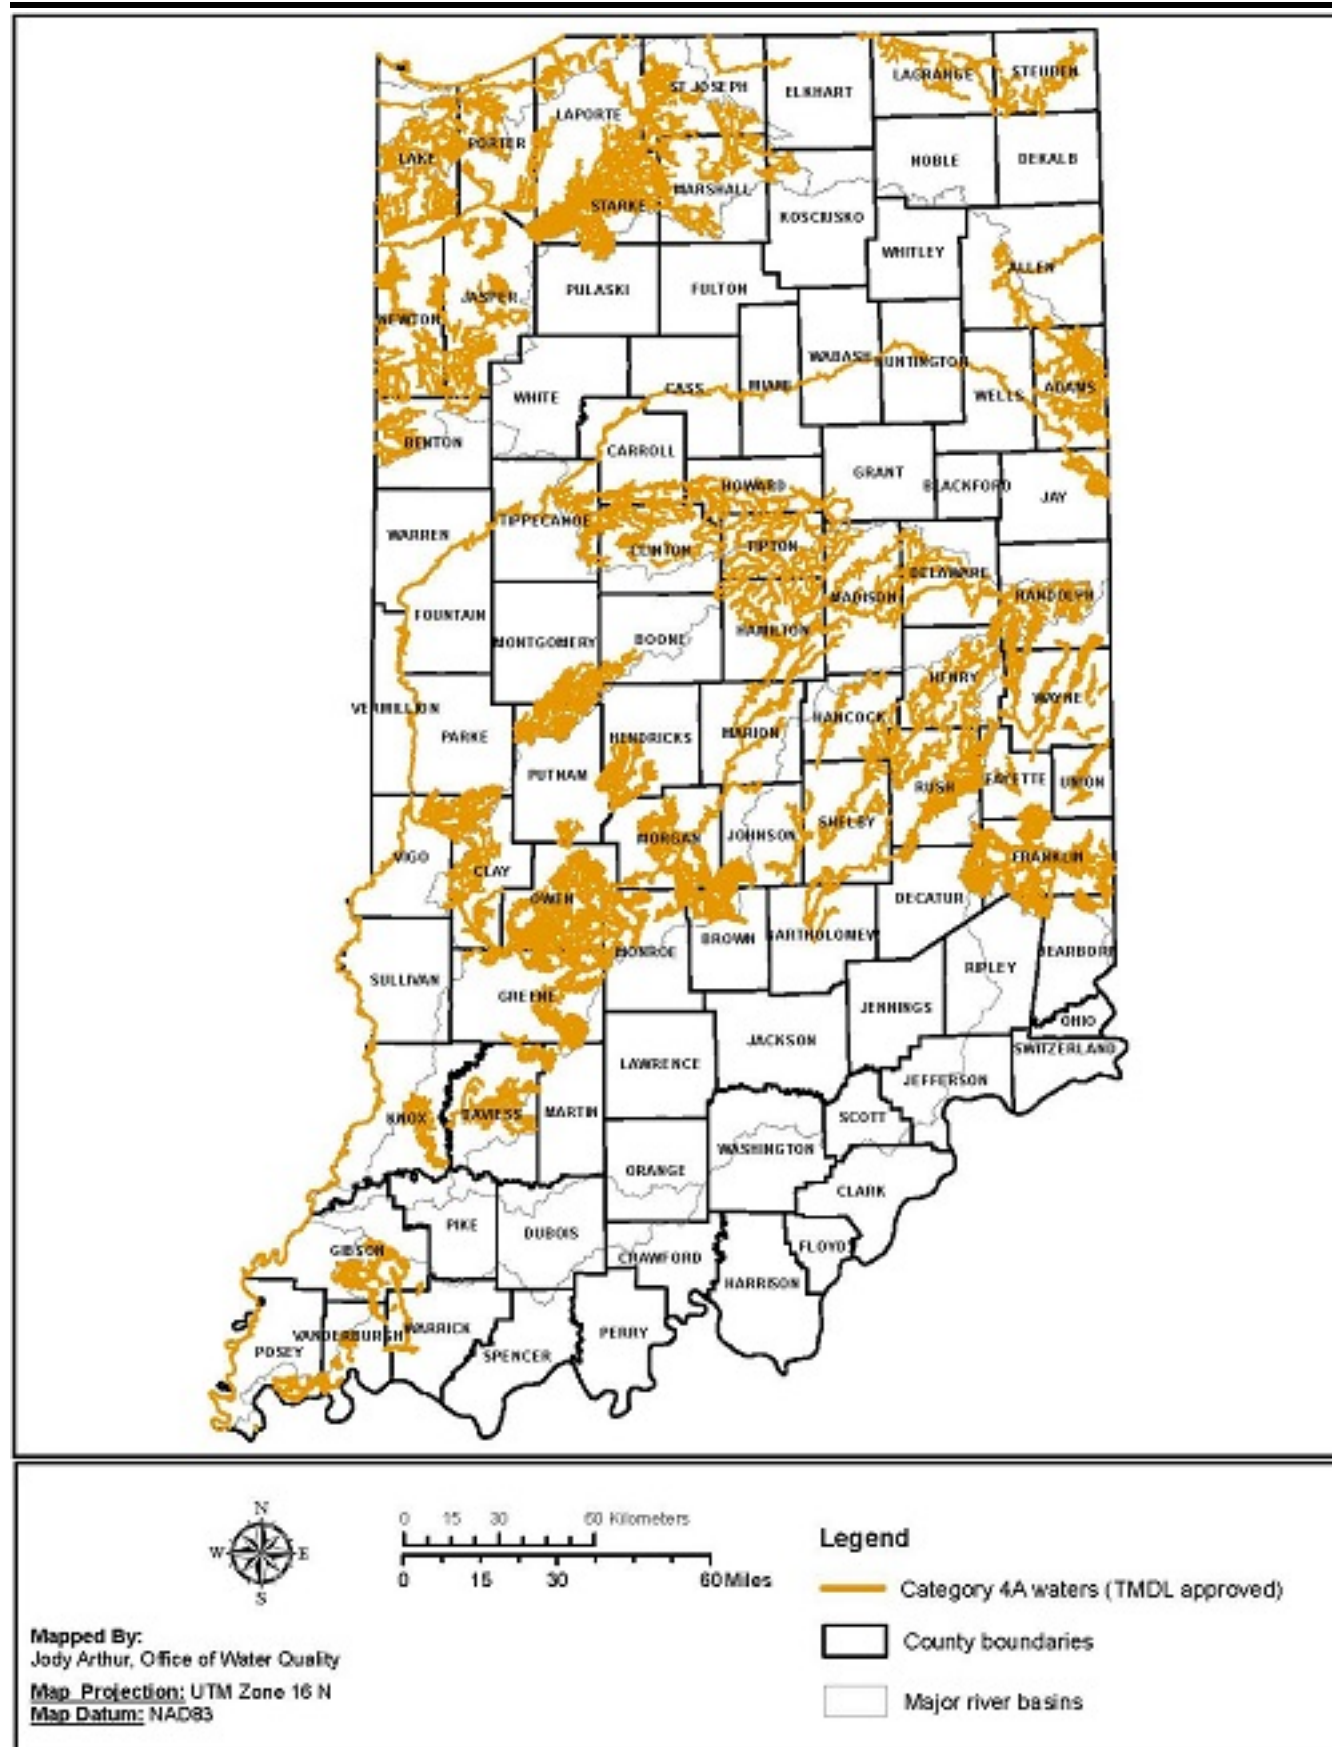 LAGRANGE
STEUBEN
ST JOSEPH
ELKHART
LAPORTE
PORTER
LAKE
NOBLE
DEKALB
MARSHALL
STARKE
KOSCIUSKO
WHITLEY
ALLEN
PULASKI
FULTON
JASPER
NEWTON
WABASH
HUNTINGTON
CASS
MIAMI
WHITE
WELLS
ADAMS
BENTON
CARROLL
GRANT
HOWARD
BLACKFORD
JAY
TIPPECANOE
WARREN
CLINTON
TIPTON
DELAWARE
MADISON
RANDOLPH
FOUNTAIN
MONTGOMERY
BOONE
HAMILTON
HENRY
WAYNE
VERMILLION
HANCOCK
PARKE
HENDRICKS
MARION
PUTNAM
FAYETTE
UNION
RUSH
SHELBY
MORGAN
JOHNSON
VIGO
CLAY
FRANKLIN
OWEN
DECATUR
BROWN
BARTHOLOMEW
MONROE
DEARBORN
RIPLEY
SULLIVAN
GREENE
JENNINGS
OHIO
JACKSON
SWITZERLAND
LAWRENCE
JEFFERSON
KNOX
DAVIESS
MARTIN
SCOTT
WASHINGTON
ORANGE
CLARK
PIKE
DUBOIS
FLOYD
GIBSON
CRAWFORD
HARRISON
WARRICK
VANDERBURGH
PERRY
POSEY
SPENCER
N
W E
S
0 15 30 60 Kilometers
0 15 30 60 Miles
Mapped By:
Jody Arthur, Office of Water Quality
Map Projection: UTM Zone 16 N
Map Datum: NAD83
Legend
Category 4A waters (TMDL approved)
County boundaries
Major river basins